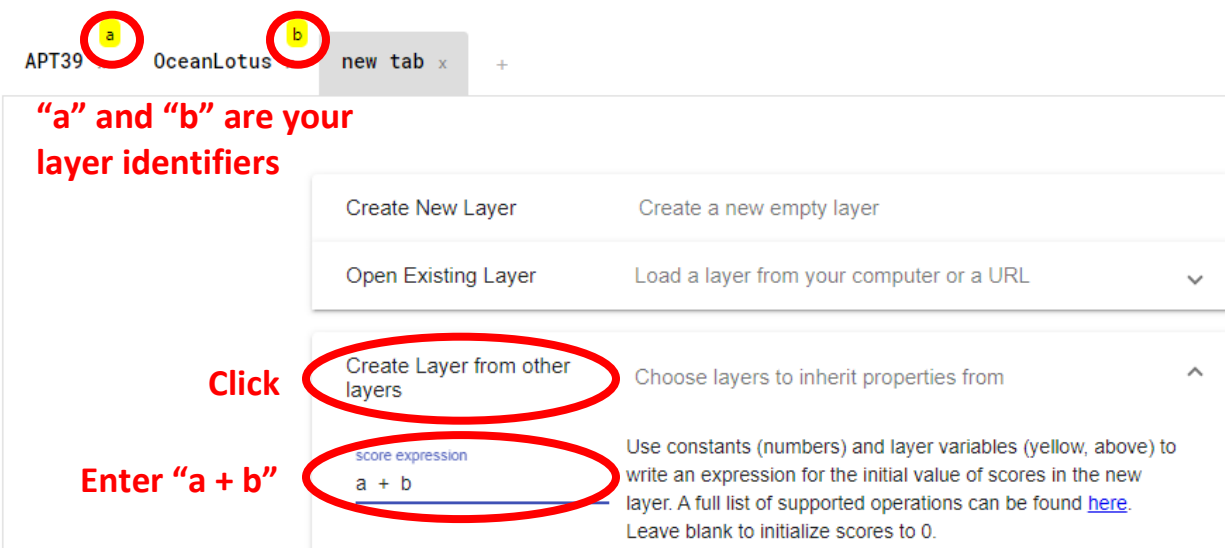 a b
APT39 x OceanLotus x new tab x +
“a” and “b” are your
layer identifiers
Create New Layer Create a new empty layer
Open Existing Layer Load a layer from your computer or a URL
Create Layer from other
layers
Click
Choose layers to inherit properties from
score expression
Enter “a + b”
a + b
Use constants (numbers) and layer variables (yellow, above) to
write an expression for the initial value of scores in the new
layer. A full list of supported operations can be found here.
Leave blank to initialize scores to 0.